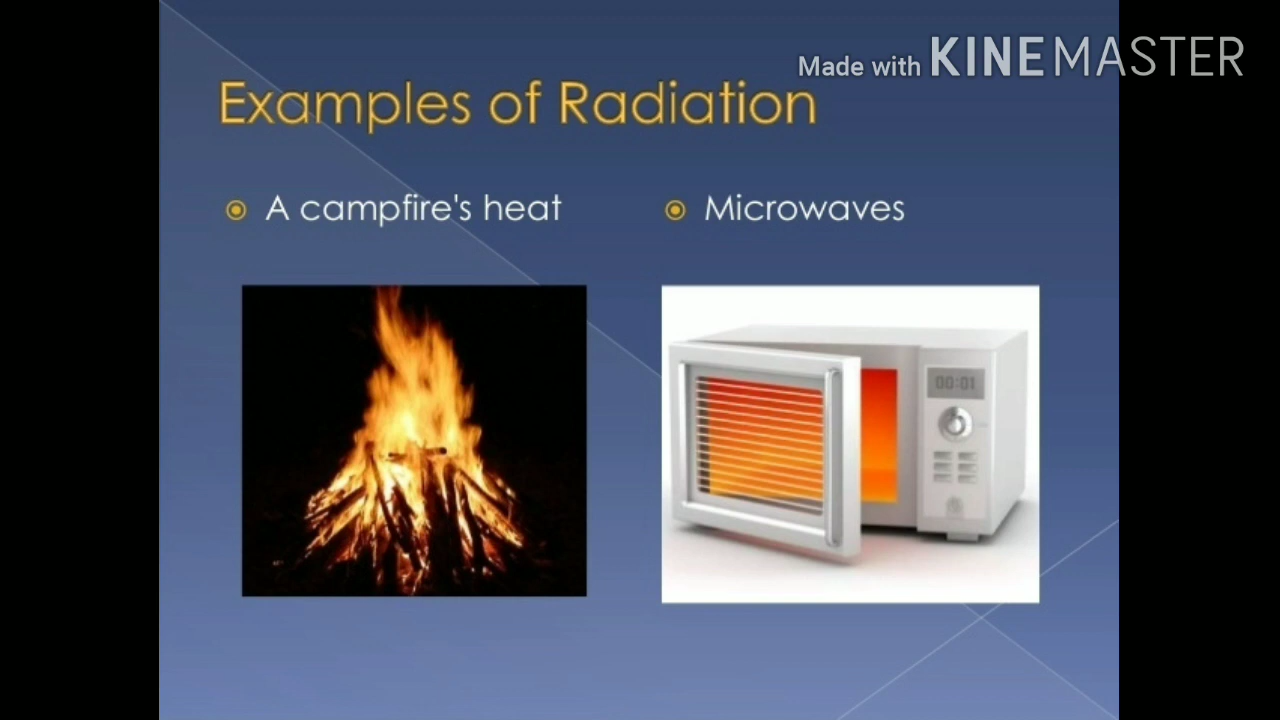 Made with KINEMASTER
Examples of Radiation
A campfire's heat
Microwaves
00:01